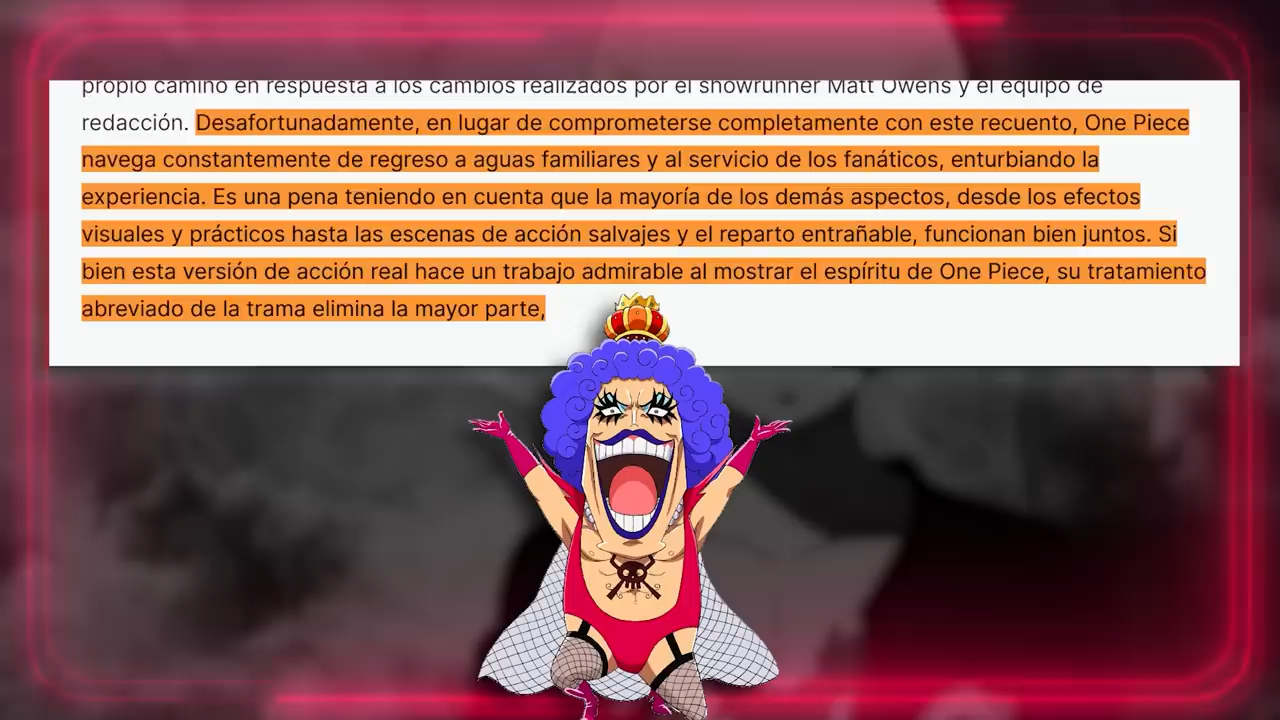 propio camino en respuesta a los cambios realizados por el showrunner Matt Owens y el equipo de
redacción. Desafortunadamente, en lugar de comprometerse completamente con este recuento, One Piece
navega constantemente de regreso a aguas familiares y al servicio de los fanáticos, enturbiando la
experiencia. Es una pena teniendo en cuenta que la mayoría de los demás aspectos, desde los efectos
visuales y prácticos hasta las escenas de acción salvajes y el reparto entrañable, funcionan bien juntos. Si
bien esta versión de acción real hace un trabajo admirable al mostrar el espíritu de One Piece, su tratamiento
abreviado de la trama elimina la mayor parte,